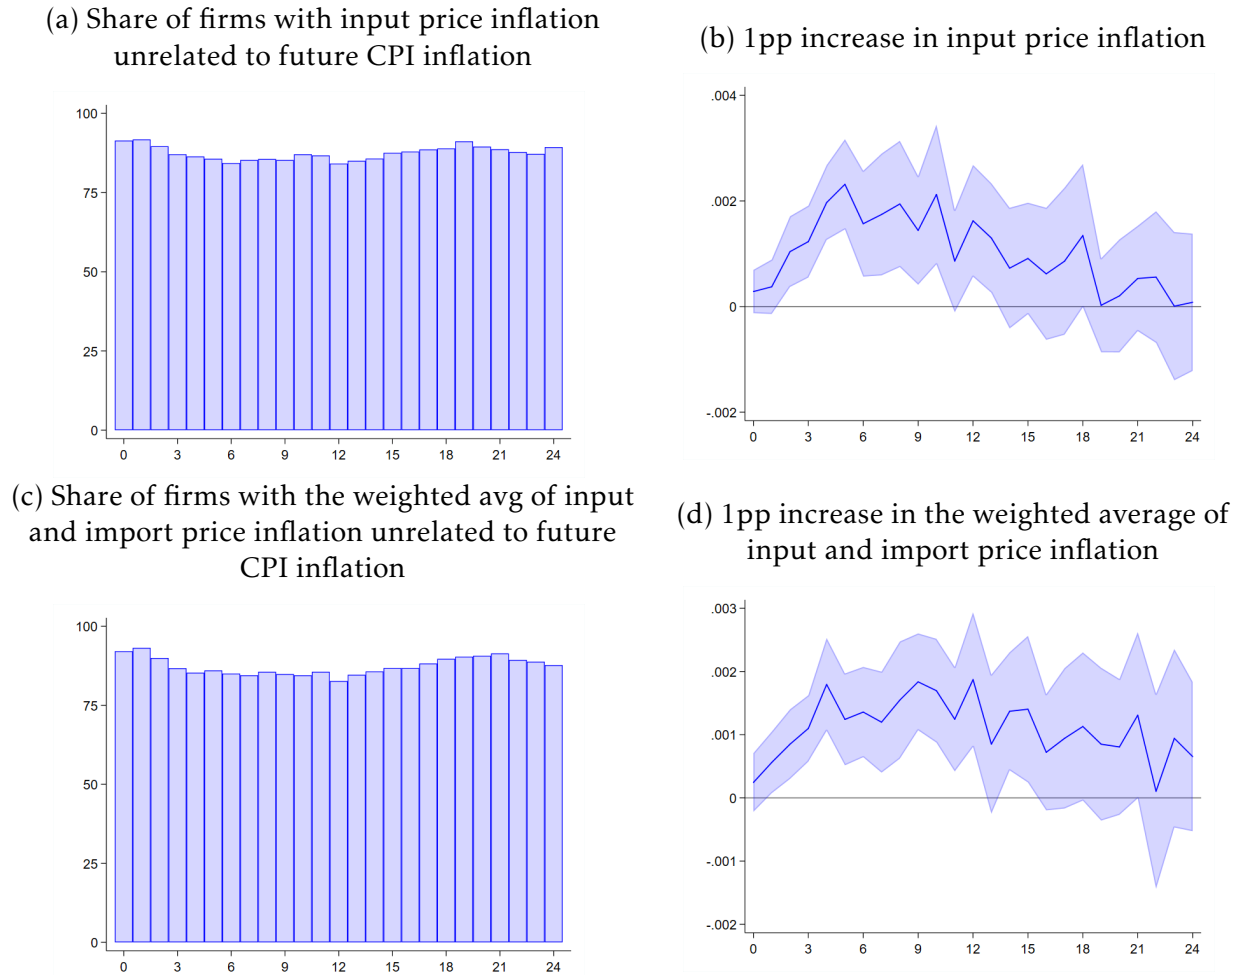 (a) Share of firms with input price inflation
unrelated to future CPI inflation
100
75
50
25
0
0 3 6 9 12 15 18 21 24
(b) 1pp increase in input price inflation
.004
.002
0
-.002
0 3 6 9 12 15 18 21 24
(c) Share of firms with the weighted avg of input
and import price inflation unrelated to future
CPI inflation
100
75
50
25
0
0 3 6 9 12 15 18 21 24
(d) 1pp increase in the weighted average of
input and import price inflation
.003
.002
.001
0
-.001
-.002
0 3 6 9 12 15 18 21 24